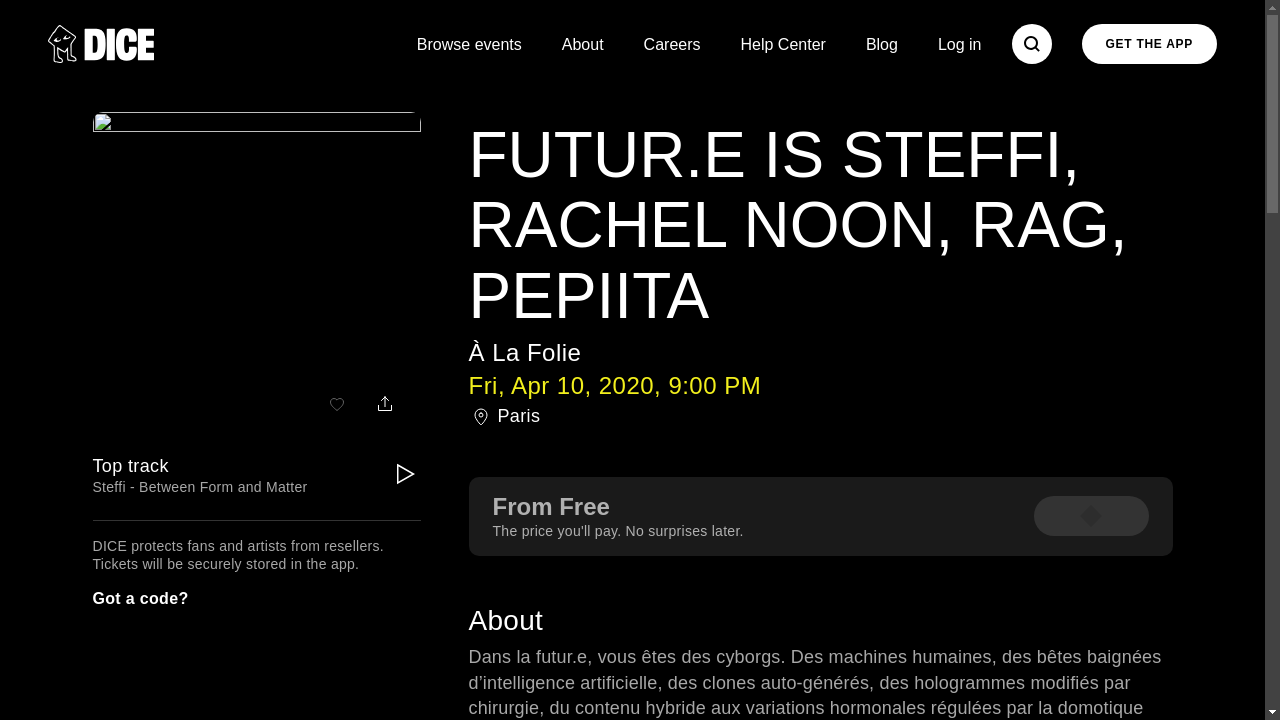 DICE
Browse events
About
Careers
Help Center
Blog
Log in
GET THE APP
FUTUR.E IS STEFFI,
RACHEL NOON, RAG,
PEPIITA
À La Folie
Fri, Apr 10, 2020, 9:00 PM
Paris
Top track
Steffi - Between Form and Matter
DICE protects fans and artists from resellers.
Tickets will be securely stored in the app.
Got a code?
From Free
The price you'll pay. No surprises later.
About
Dans la futur.e, vous êtes des cyborgs. Des machines humaines, des bêtes baignées
d’intelligence artificielle, des clones auto-générés, des hologrammes modifiés par
chirurgie, du contenu hybride aux variations hormonales régulées par la domotique